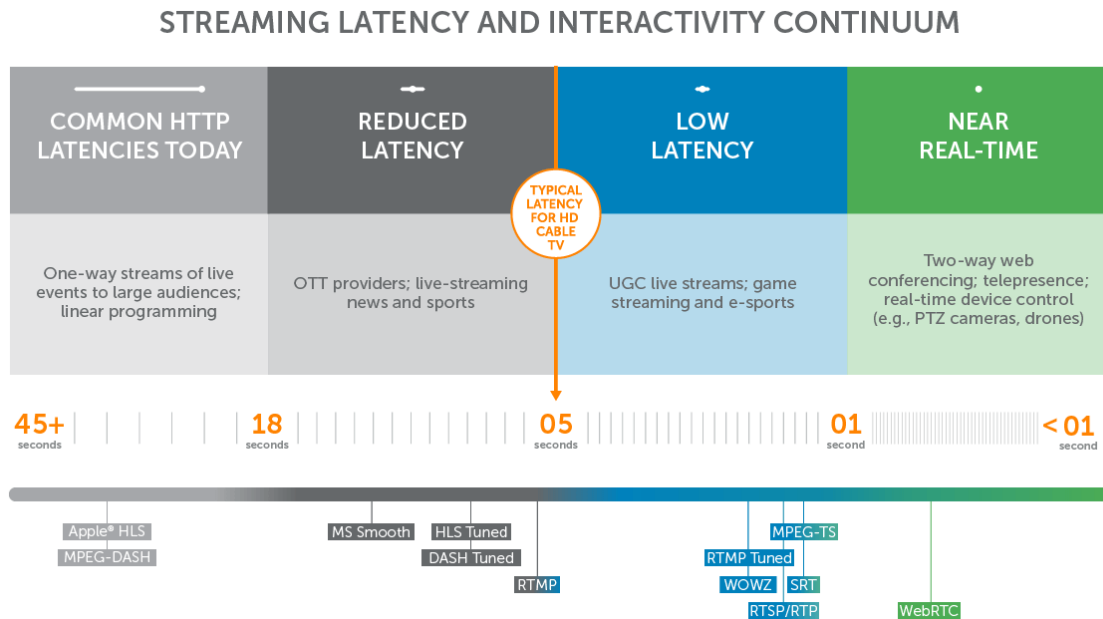 STREAMING LATENCY AND INTERACTIVITY CONTINUUM
COMMON HTTP
LATENCIES TODAY
REDUCED
LATENCY
LOW
LATENCY
NEAR
REAL-TIME
TYPICAL
LATENCY
FOR HD
CABLE
TV
One-way streams of live
events to large audiences;
linear programming
OTT providers; live-streaming
news and sports
UGC live streams; game
streaming and e-sports
Two-way web
conferencing; telepresence;
real-time device control
(e.g., PTZ cameras, drones)
45+
seconds
18
seconds
05
seconds
01
second
< 01
second
Apple® HLS
MPEG-DASH
MS Smooth
HLS Tuned
DASH Tuned
RTMP
MPEG-TS
RTMP Tuned
WOWZ
SRT
RTSP/RTP
WebRTC